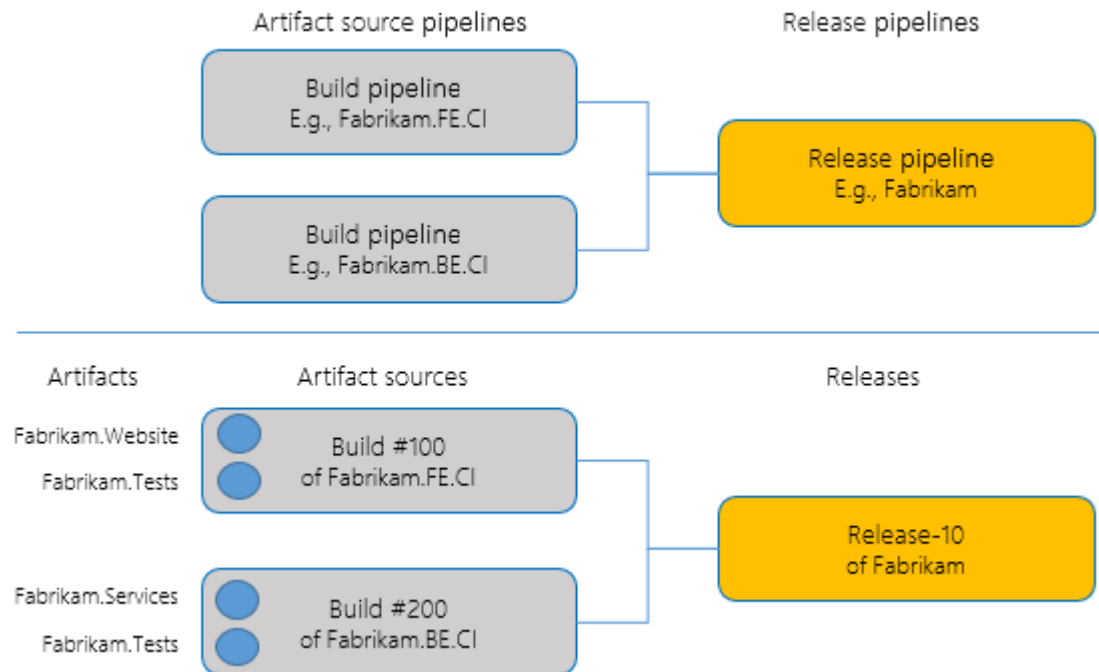 Artifact source pipelines
Release pipelines
Build pipeline
E.g., Fabrikam.FE.CI
Release pipeline
E.g., Fabrikam
Build pipeline
E.g., Fabrikam.BE.CI
Artifacts
Artifact sources
Releases
Fabrikam.Website
Fabrikam.Tests
Build #100
of Fabrikam.FE.CI
Release-10
of Fabrikam
Fabrikam.Services
Fabrikam.Tests
Build #200
of Fabrikam.BE.CI